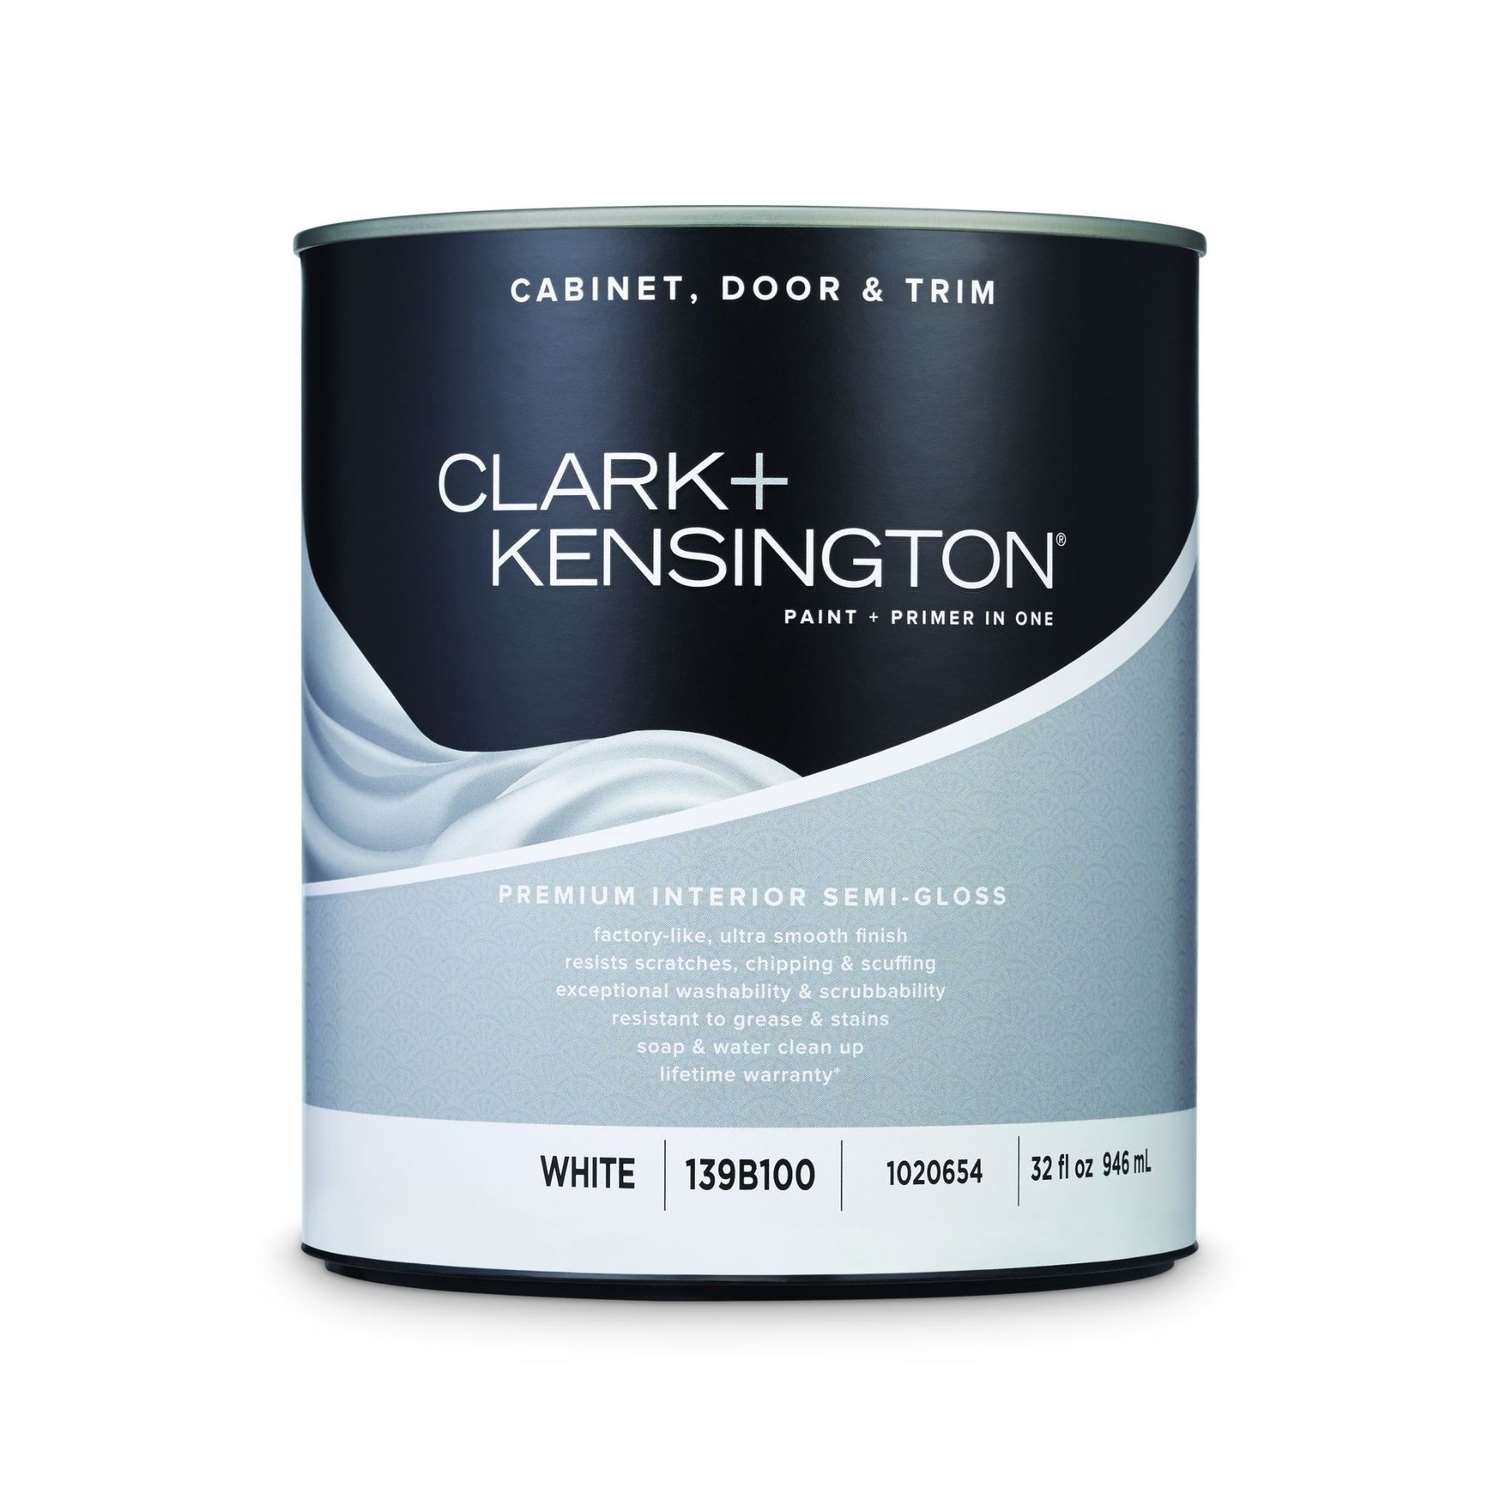 CABINET, DOOR & TRIM
CLARK+
KENSINGTON®
PAINT + PRIMER IN ONE
PREMIUM INTERIOR SEMI-GLOSS
factory-like, ultra smooth finish
resists scratches, chipping & scuffing
exceptional washability & scrubbability
resistant to grease & stains
soap & water clean up
lifetime warranty*
WHITE 139B100 1020654 32 fl oz 946 mL